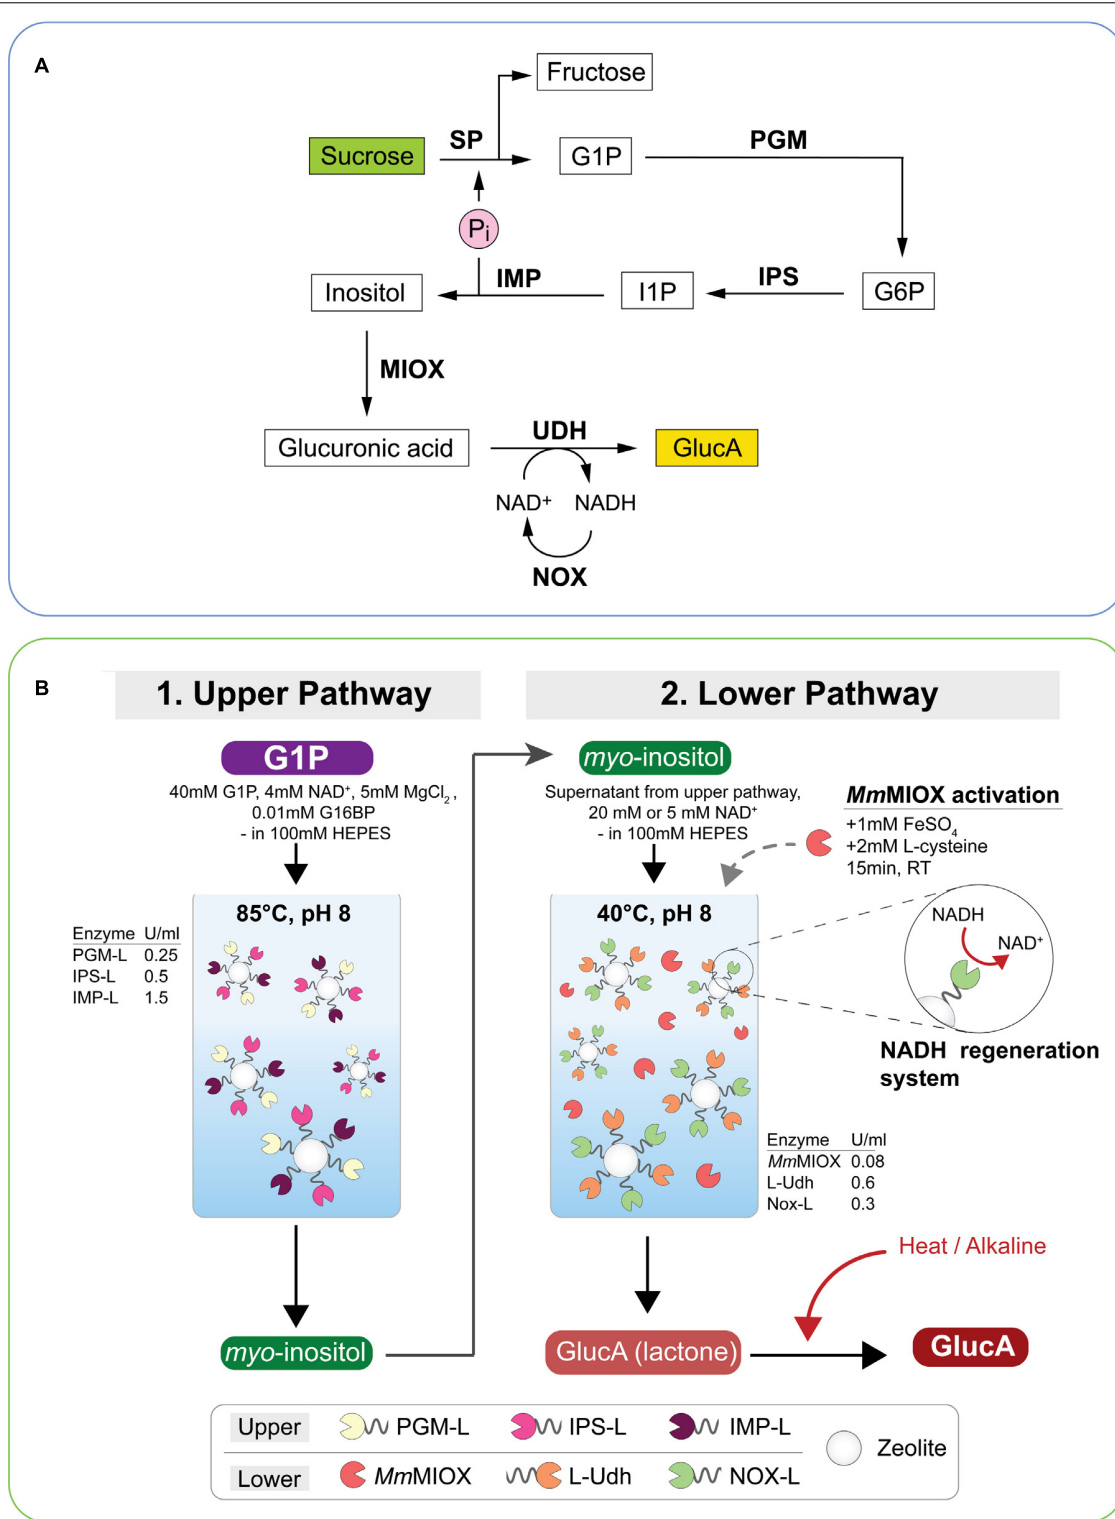 A
Fructose
SP
PGM
Sucrose
G1P
Pi
IMP
IPS
Inositol
I1P
G6P
MIOX
UDH
Glucuronic acid
GlucA
NAD+ NADH
NOX
B
1. Upper Pathway
2. Lower Pathway
G1P
40mM G1P, 4mM NAD+, 5mM MgCl2,
0.01mM G16BP
- in 100mM HEPES
myo-inositol
Supernatant from upper pathway,
20 mM or 5 mM NAD+
- in 100mM HEPES
MmMIOX activation
+1mM FeSO4
+2mM L-cysteine
15min, RT
85°C, pH 8
40°C, pH 8
Enzyme U/ml
PGM-L 0.25
IPS-L 0.5
IMP-L 1.5
NADH
NAD+
NADH regeneration
system
Enzyme U/ml
MmMIOX 0.08
L-Udh 0.6
Nox-L 0.3
Heat / Alkaline
myo-inositol
GlucA (lactone)
GlucA
Upper PGM-L IPS-L IMP-L
Zeolite
Lower MmMIOX L-Udh NOX-L